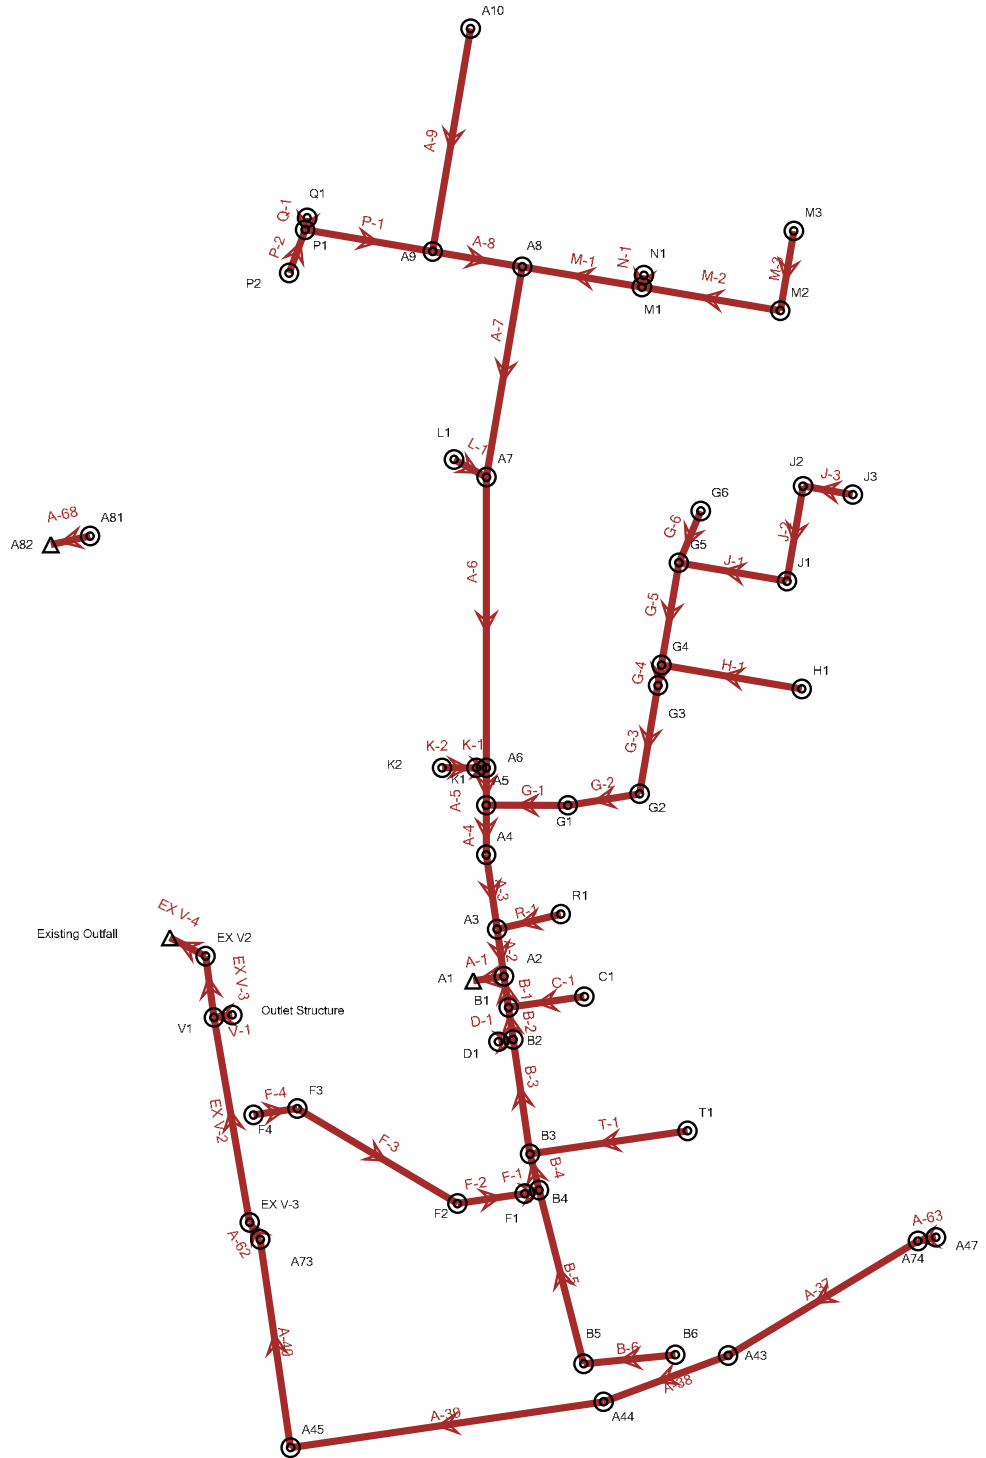 A10
A-9
Q1
Q-1
P-1
P1
P-2
P2
A9
A-8
A8
M-1
N-1
N1
M1
M-2
M3
M-3
M2
A-7
L1
L-1
A7
J2
J-3
J3
G6
G-6
G5
J-2
J-1
J1
A-68
A81
A82
A-6
G-5
G4
G-4
H-1
H1
G3
G-3
K-2
K-1
A6
K2
K1
A5
A-5
G-1
G-2
G1
G2
A-4
A4
A-3
R1
R-1
A3
EX V-4
Existing Outfall
EX V2
A-2
A-1
A2
A1
EX V-3
B-1
B1
C-1
C1
Outlet Structure
V1
V-1
D-1
B-2
D1
B2
B-3
F-4
F3
F4
EX V-2
T1
T-1
F-3
B3
B-4
F-2
F-1
B4
F2
F1
EX V-3
A-62
A73
A-63
A74
A47
B-5
A-37
B5
B-6
B6
A43
A-40
A-38
A-39
A44
A45